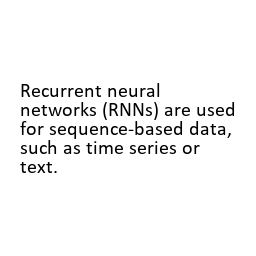 Recurrent neural
networks (RNNs) are used
for sequence-based data,
such as time series or
text.